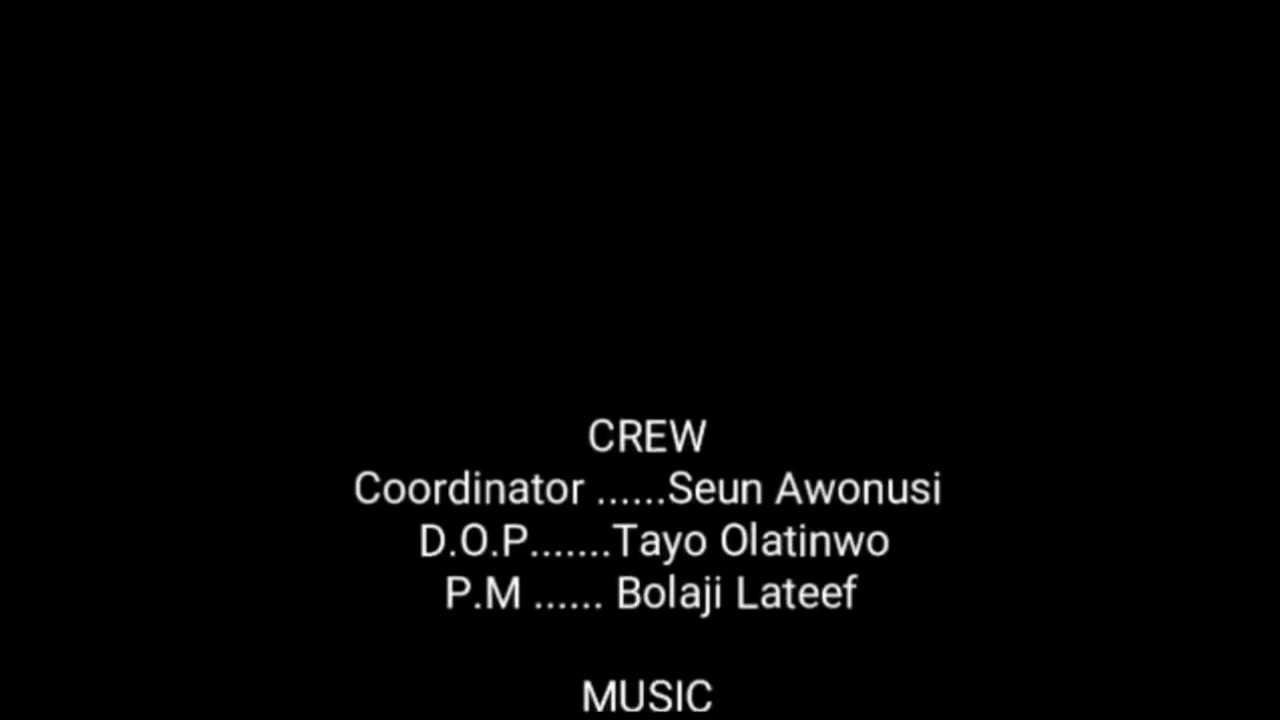 CREW
Coordinator ......Seun Awonusi
D.O.P.......Tayo Olatinwo
P.M ...... Bolaji Lateef
MUSIC